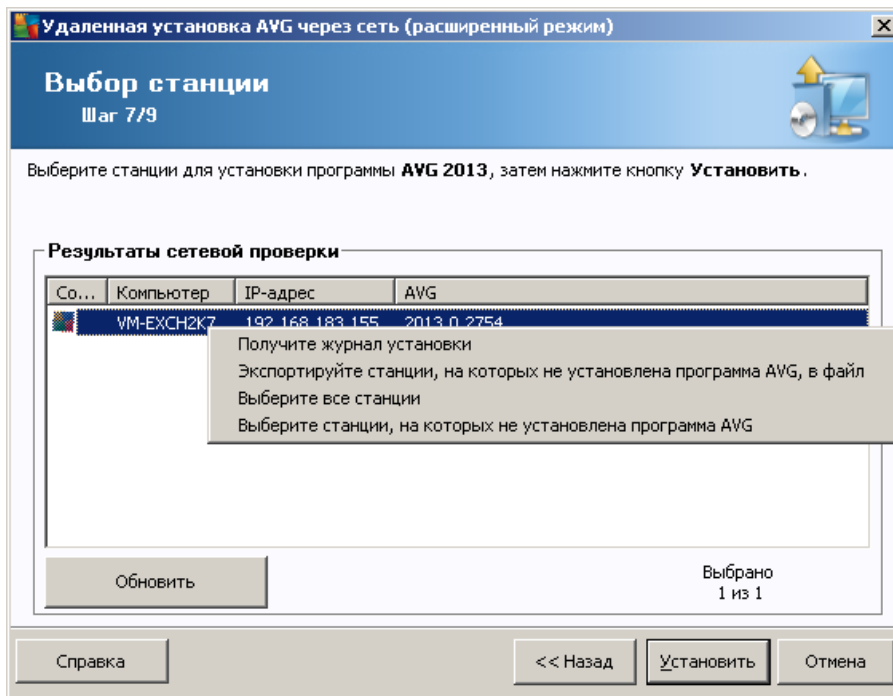 Удаленная установка AVG через сеть (расширенный режим)
Выбор станции
Шаг 7/9
Выберите станции для установки программы AVG 2013, затем нажмите кнопку Установить.
Результаты сетевой проверки
Со... Компьютер IP-адрес AVG
VM-EXCH2K7 192.168.183.155 2013.0.2754
Получите журнал установки
Экспортируйте станции, на которых не установлена программа AVG, в файл
Выберите все станции
Выберите станции, на которых не установлена программа AVG
Обновить
Выбрано
1 из 1
Справка
<< Назад
Установить
Отмена